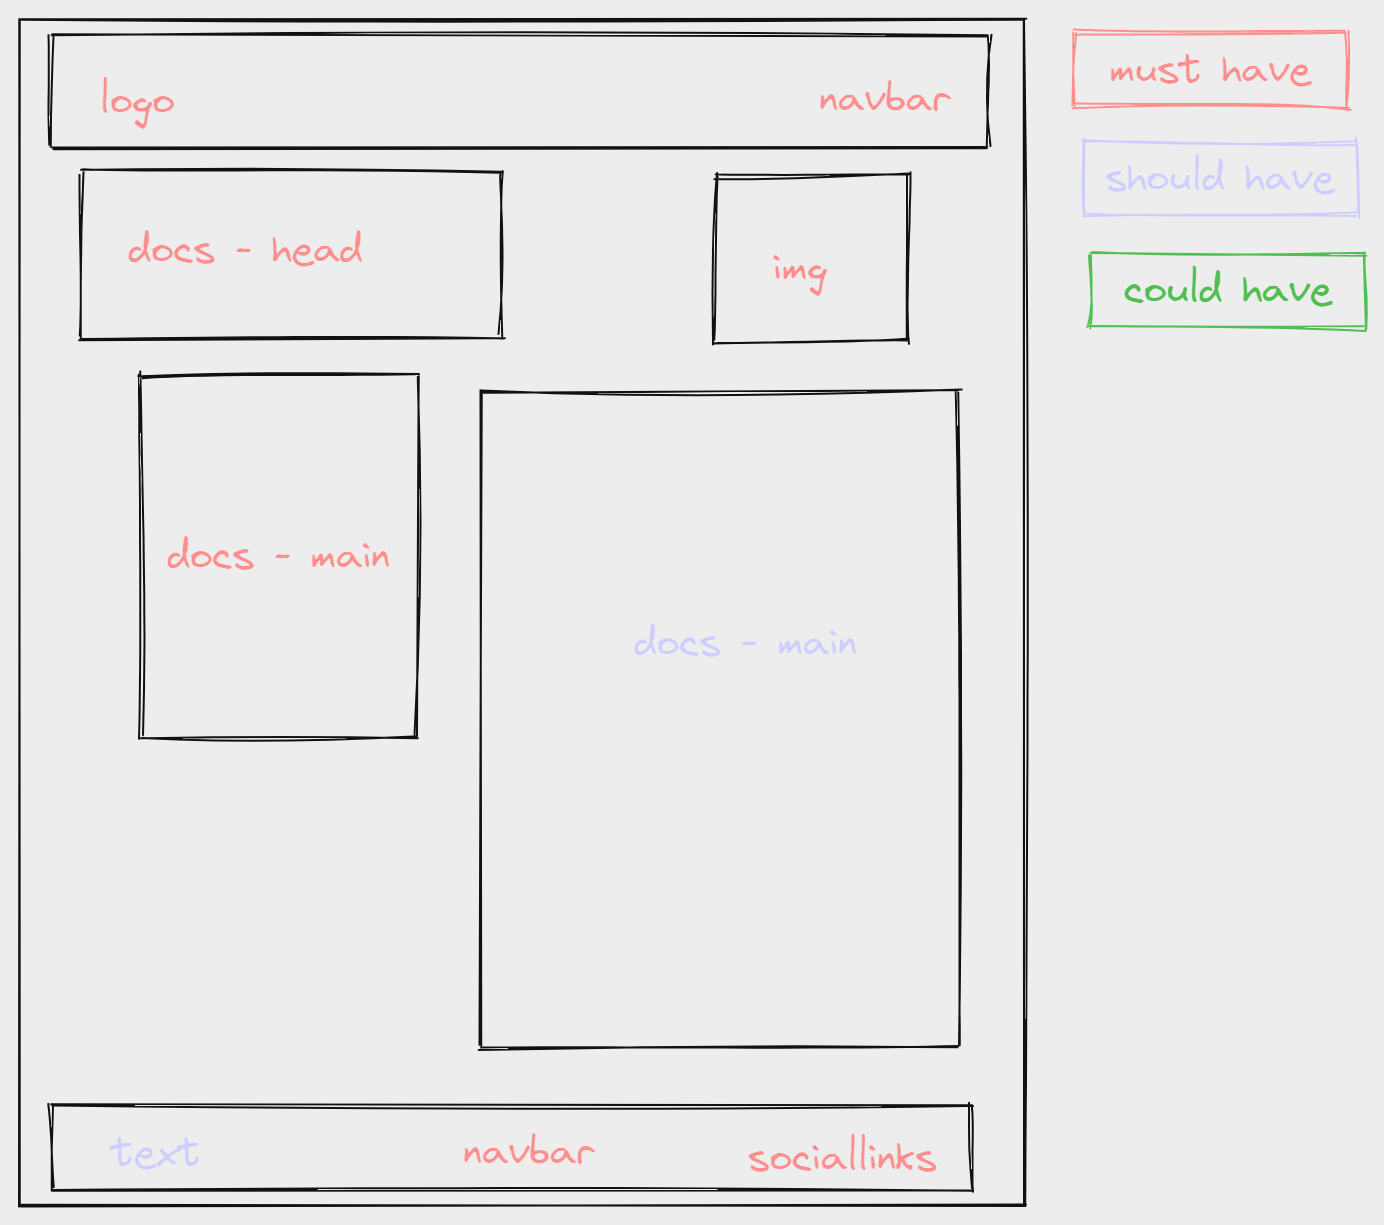 logo
navbar
must have
should have
docs - head
img
could have
docs - main
docs - main
text
navbar
sociallinks